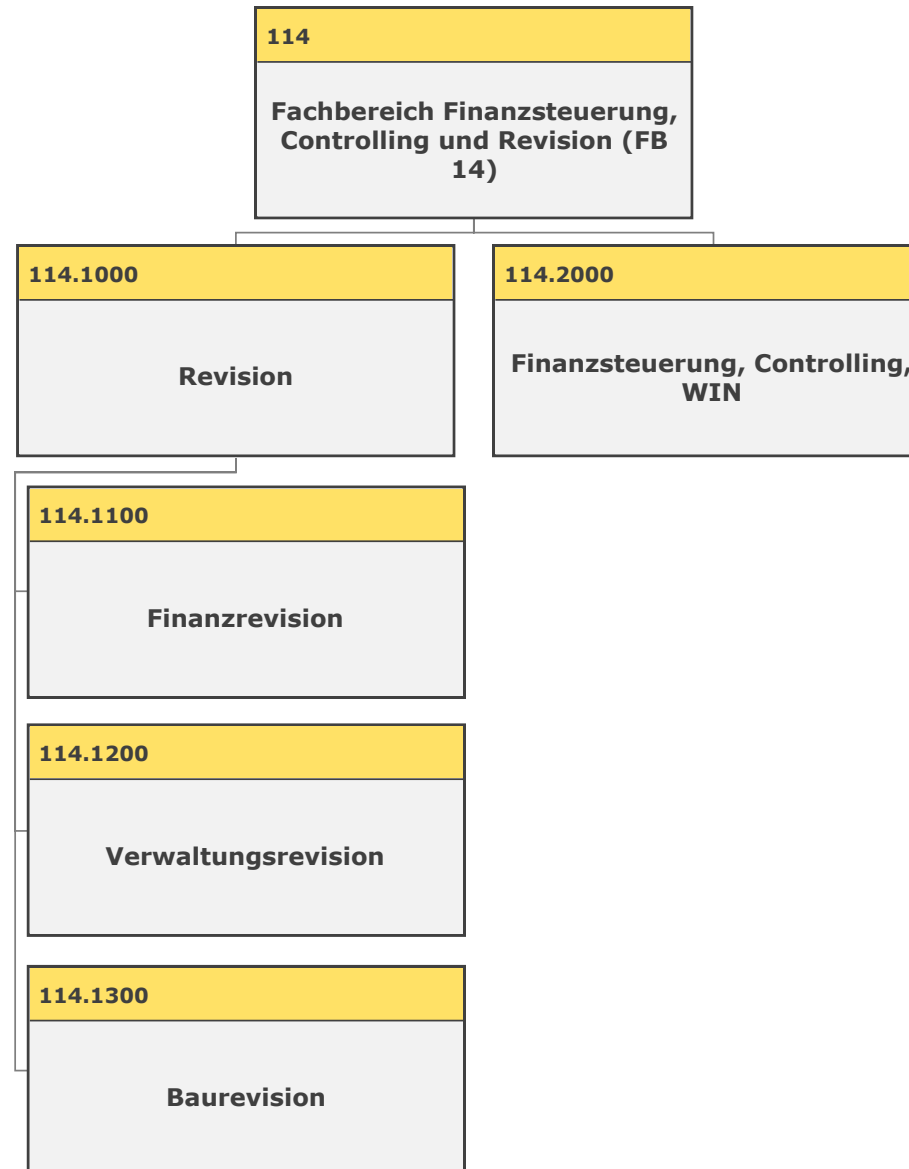 114
Fachbereich Finanzsteuerung,
Controlling und Revision (FB
14)
114.1000
Revision
114.2000
Finanzsteuerung, Controlling,
WIN
114.1100
Finanzrevision
114.1200
Verwaltungsrevision
114.1300
Baurevision